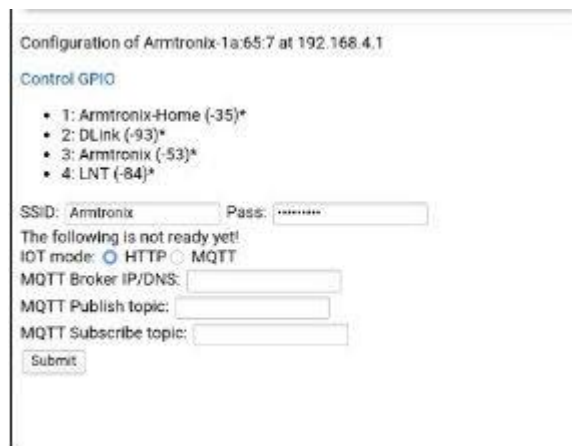 Configuration of Armtronix-1a:65:7 at 192.168.4.1
Control GPIO
1: Armtronix-Home (-35)*
2: DLink (-93)*
3: Armtronix (-53)*
4: LNT (-84)*
SSID: Armtronix Pass: •••••••••
The following is not ready yet!
IOT mode: HTTP MQTT
MQTT Broker IP/DNS:
MQTT Publish topic:
MQTT Subscribe topic:
Submit